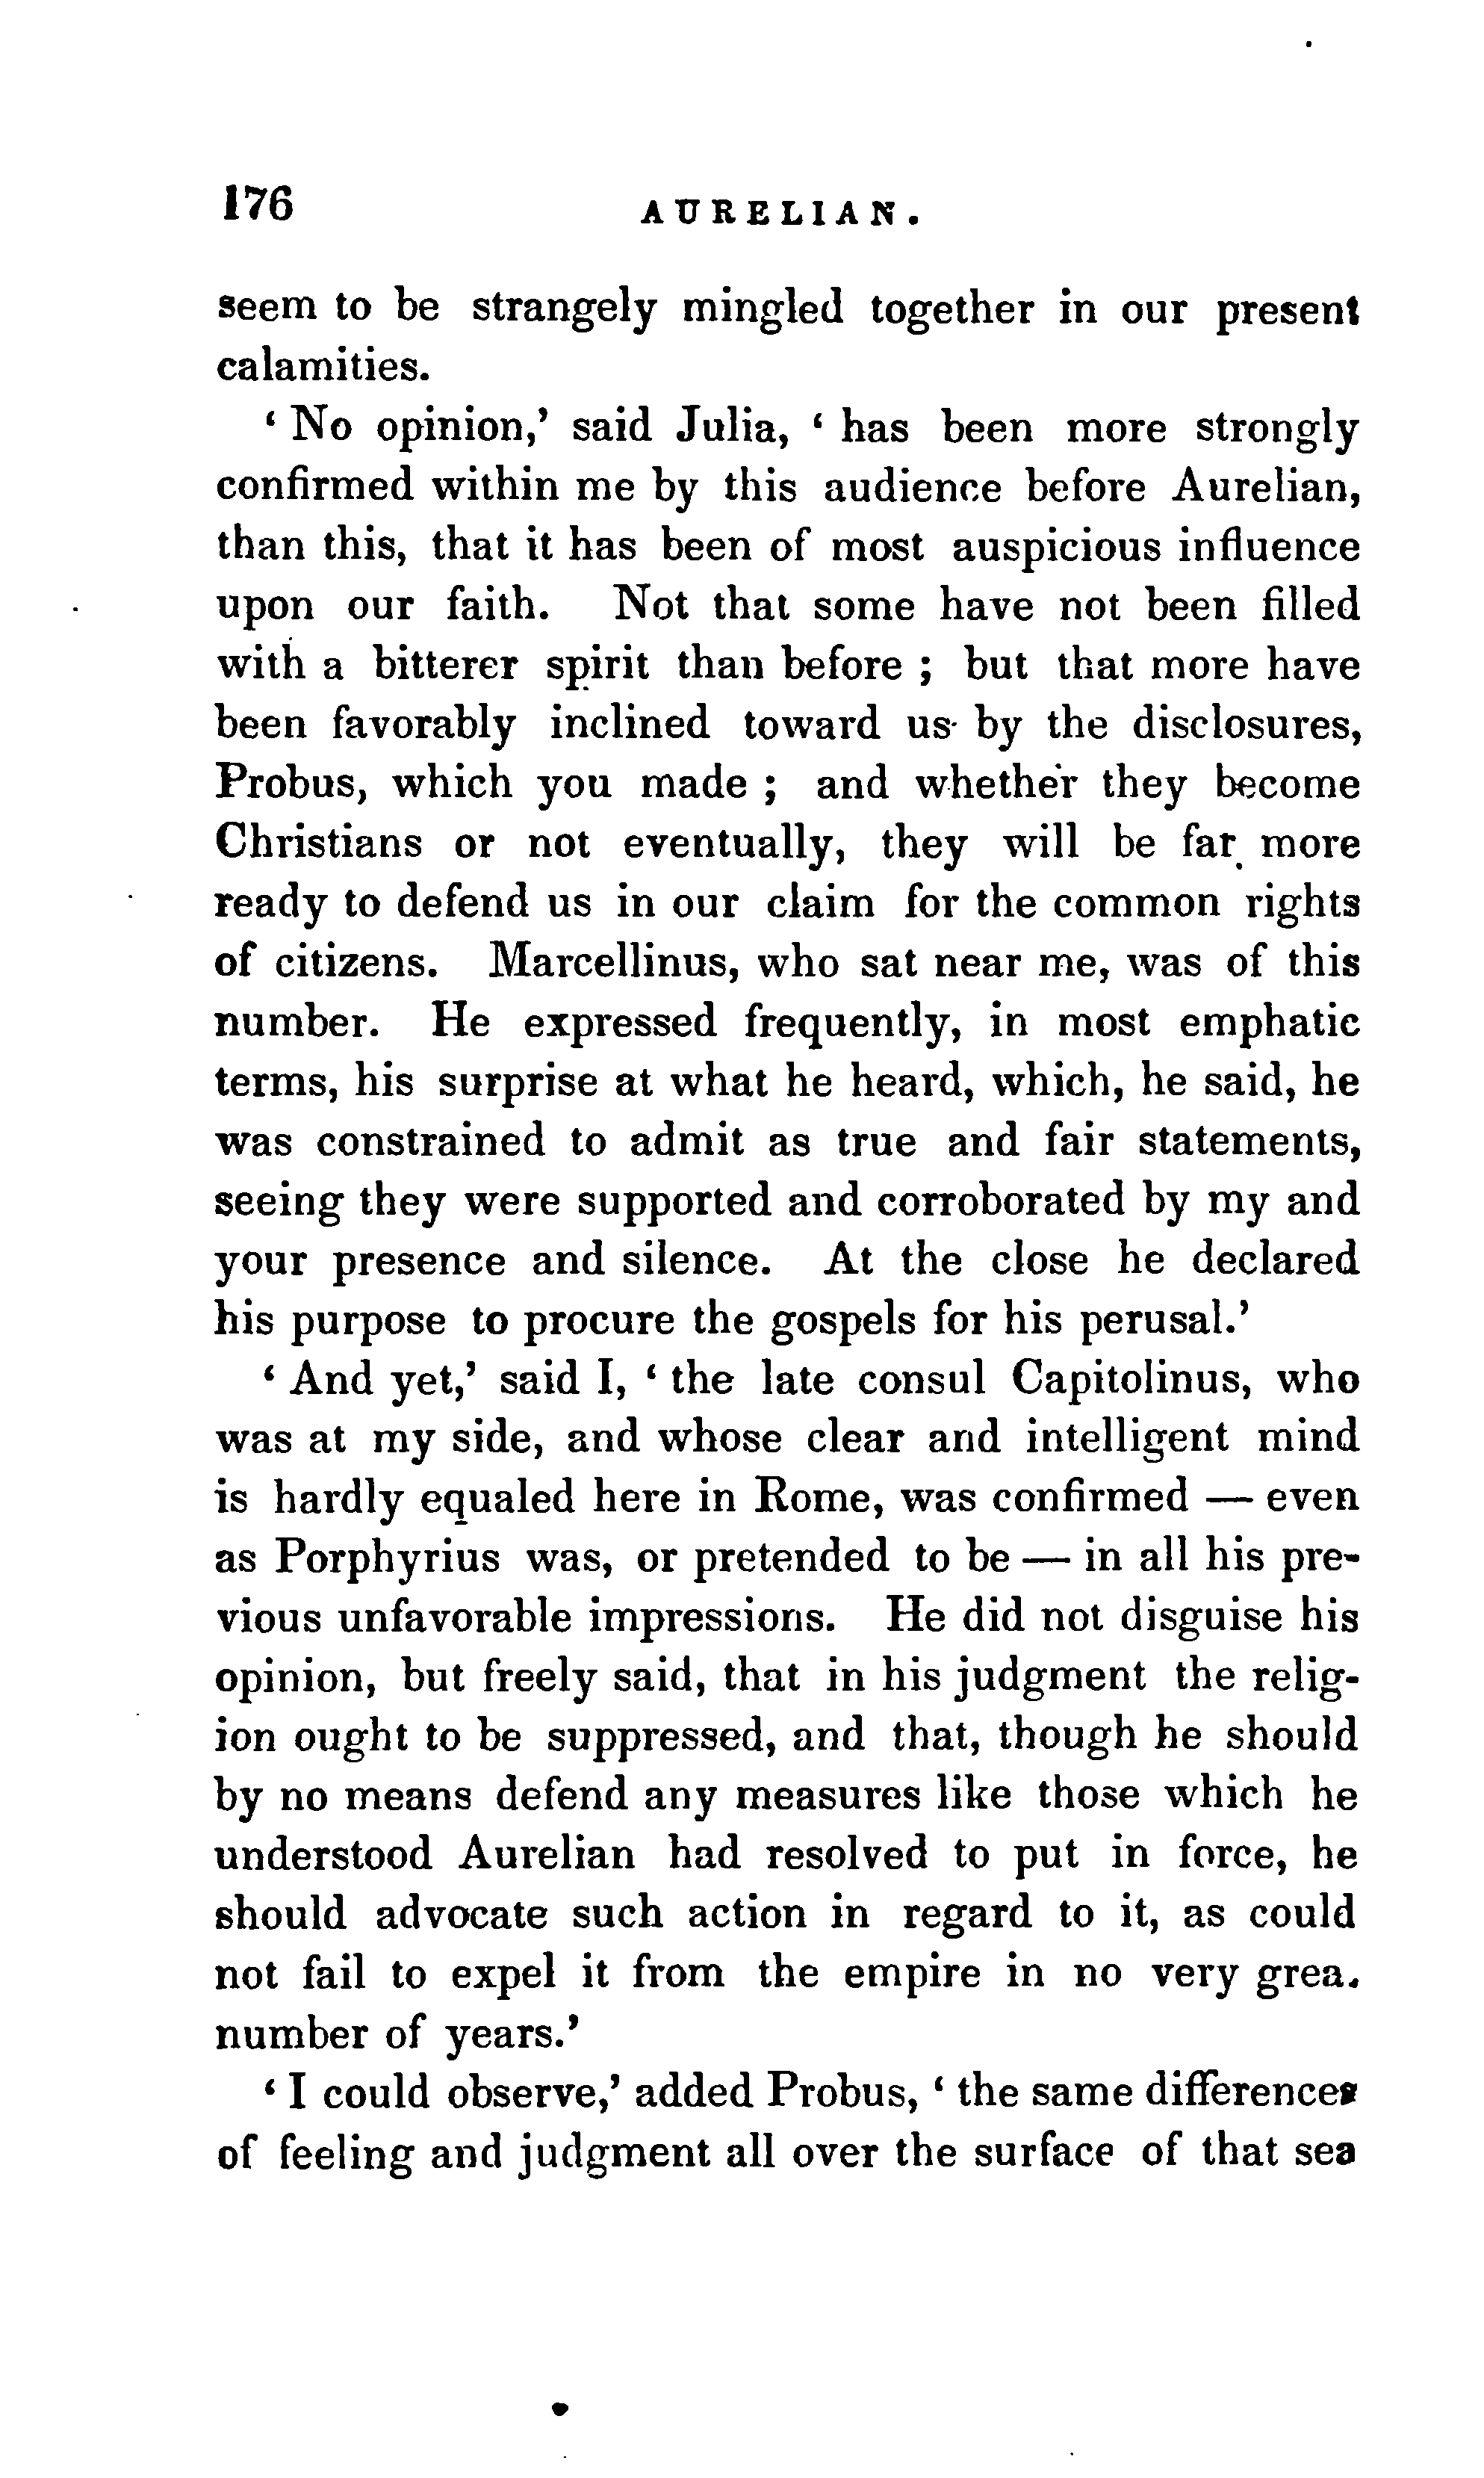 176 AURELIAN.
seem to be strangely mingled together in our present
calamities.
‘ No opinion,’ said Julia, ‘ has been more strongly
confirmed within me by this audience before Aurelian,
than this, that it has been of most auspicious influence
upon our faith. Not that some have not been filled
with a bitterer spirit than before ; but that more have
been favorably inclined toward us by the disclosures,
Probus, which you made ; and whether they become
Christians or not eventually, they will be far more
ready to defend us in our claim for the common rights
of citizens. Marcellinus, who sat near me, was of this
number. He expressed frequently, in most emphatic
terms, his surprise at what he heard, which, he said, he
was constrained to admit as true and fair statements,
seeing they were supported and corroborated by my and
your presence and silence. At the close he declared
his purpose to procure the gospels for his perusal.’
‘ And yet,’ said I, ‘ the late consul Capitolinus, who
was at my side, and whose clear and intelligent mind
is hardly equaled here in Rome, was confirmed — even
as Porphyrius was, or pretended to be — in all his pre-
vious unfavorable impressions. He did not disguise his
opinion, but freely said, that in his judgment the relig-
ion ought to be suppressed, and that, though he should
by no means defend any measures like those which he
understood Aurelian had resolved to put in force, he
should advocate such action in regard to it, as could
not fail to expel it from the empire in no very grea.
number of years.’
‘ I could observe,’ added Probus, ‘ the same differences
of feeling and judgment all over the surface of that sea